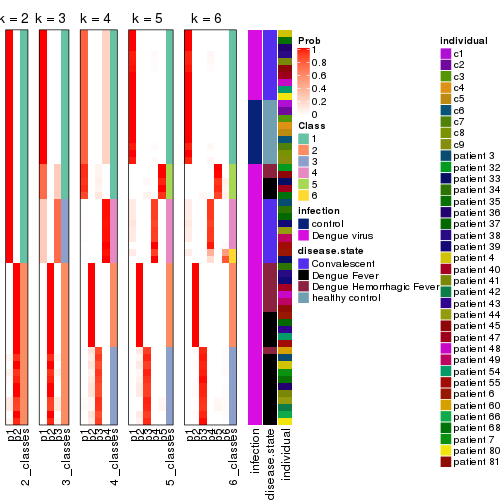 k = 2
k = 3
k = 4
k = 5
k = 6
p1
p2
2_classes
p1
p2
p3
3_classes
p1
p2
p3
p4
4_classes
p1
p2
p3
p4
p5
5_classes
p1
p2
p3
p4
p5
p6
6_classes
infection
disease.state
individual
Prob
1
0.8
0.6
0.4
0.2
0
Class
1
2
3
4
5
6
infection
control
Dengue virus
disease.state
Convalescent
Dengue Fever
Dengue Hemorrhagic Fever
healthy control
individual
c1
c2
c3
c4
c5
c6
c7
c8
c9
patient 3
patient 32
patient 33
patient 34
patient 35
patient 36
patient 37
patient 38
patient 39
patient 4
patient 40
patient 41
patient 42
patient 43
patient 44
patient 45
patient 47
patient 48
patient 49
patient 54
patient 55
patient 6
patient 60
patient 66
patient 68
patient 7
patient 80
patient 81